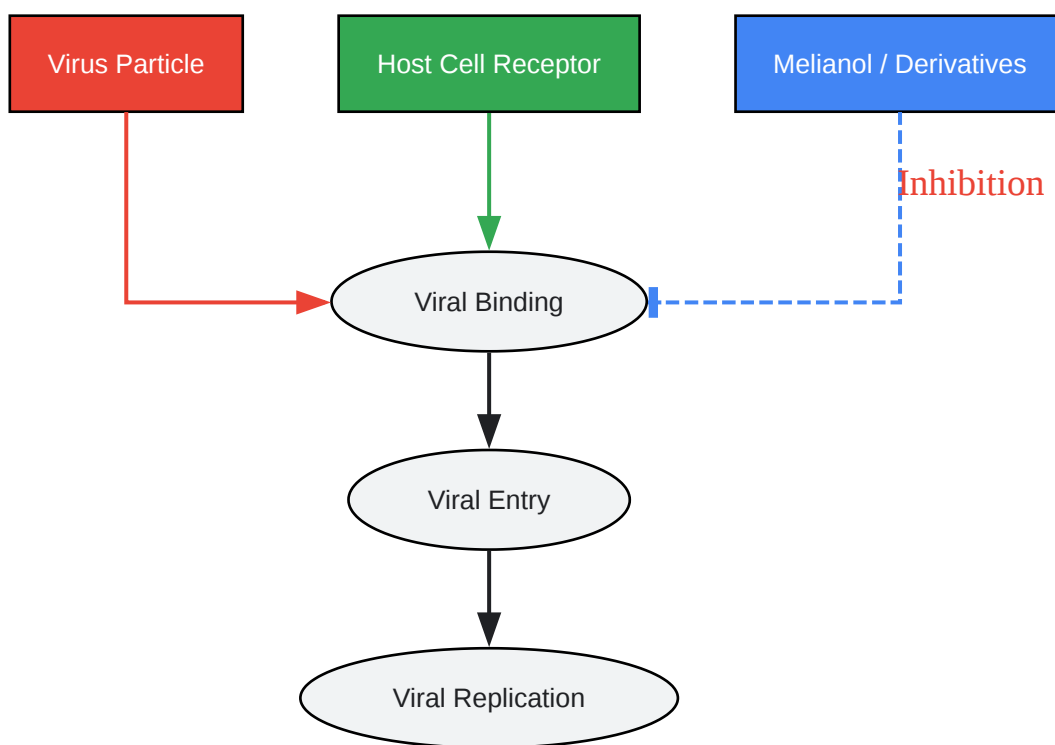 Virus Particle
Host Cell Receptor
Melianol / Derivatives
Inhibition
Viral Binding
Viral Entry
Viral Replication